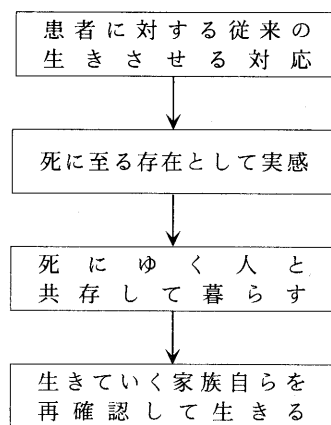 患者に対する従来の
生きさせる対応
死に至る存在として実感
死にゆく人と
共存して暮らす
生きていく家族自らを
再確認して生きる